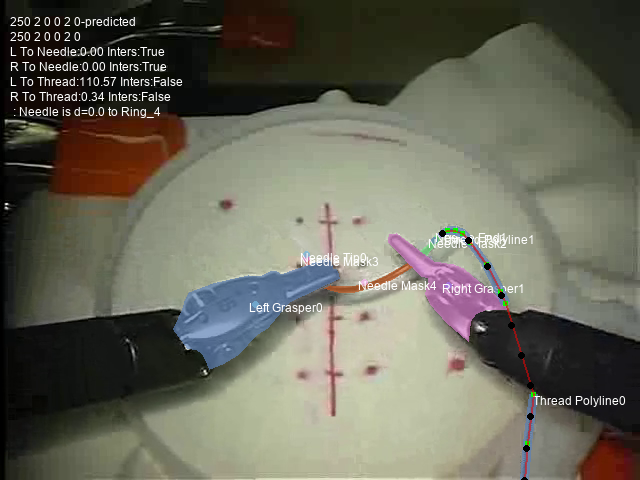 250 2 0 0 2 0-predicted
250 2 0 0 2 0
L To Needle:0.00 Inters:True
R To Needle:0.00 Inters:True
L To Thread:110.57 Inters:False
R To Thread:0.34 Inters:False
: Needle is d=0.0 to Ring_4
Needle Mask2
Needle Tip0
Needle Mask3
Needle Mask4
Right Grasper1
Left Grasper0
Thread Polyline0